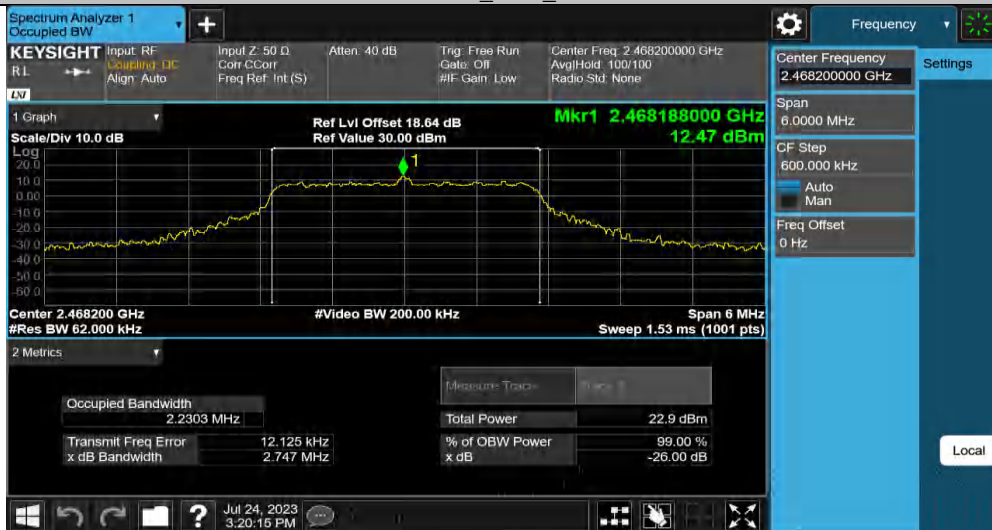 Spectrum Analyzer 1
Occupied BW
+
Frequency
KEYSIGHT
RL
LXI
Input: RF
Coupling: DC
Align: Auto
Input Z: 50 Ω
Corr CCorr
Freq Ref: Int (S)
Atten: 40 dB
Trig: Free Run
Gate: Off
#IF Gain: Low
Center Freq: 2.468200000 GHz
Avg|Hold: 100/100
Radio Std: None
Center Frequency
2.468200000 GHz
Settings
Span
6.0000 MHz
CF Step
600.000 kHz
Auto
Man
Freq Offset
0 Hz
1 Graph
Scale/Div 10.0 dB
Ref Lvl Offset 18.64 dB
Ref Value 30.00 dBm
Mkr1 2.468188000 GHz
12.47 dBm
Log
20.0
10.0
0.00
-10.0
-20.0
-30.0
-40.0
-50.0
-60.0
1
Center 2.468200 GHz
#Res BW 62.000 kHz
#Video BW 200.00 kHz
Span 6 MHz
Sweep 1.53 ms (1001 pts)
2 Metrics
Measure Trace
Trace 1
Occupied Bandwidth
2.2303 MHz
Total Power 22.9 dBm
Transmit Freq Error 12.125 kHz
% of OBW Power 99.00 %
x dB Bandwidth 2.747 MHz
x dB -26.00 dB
Local
?
Jul 24, 2023
3:20:15 PM